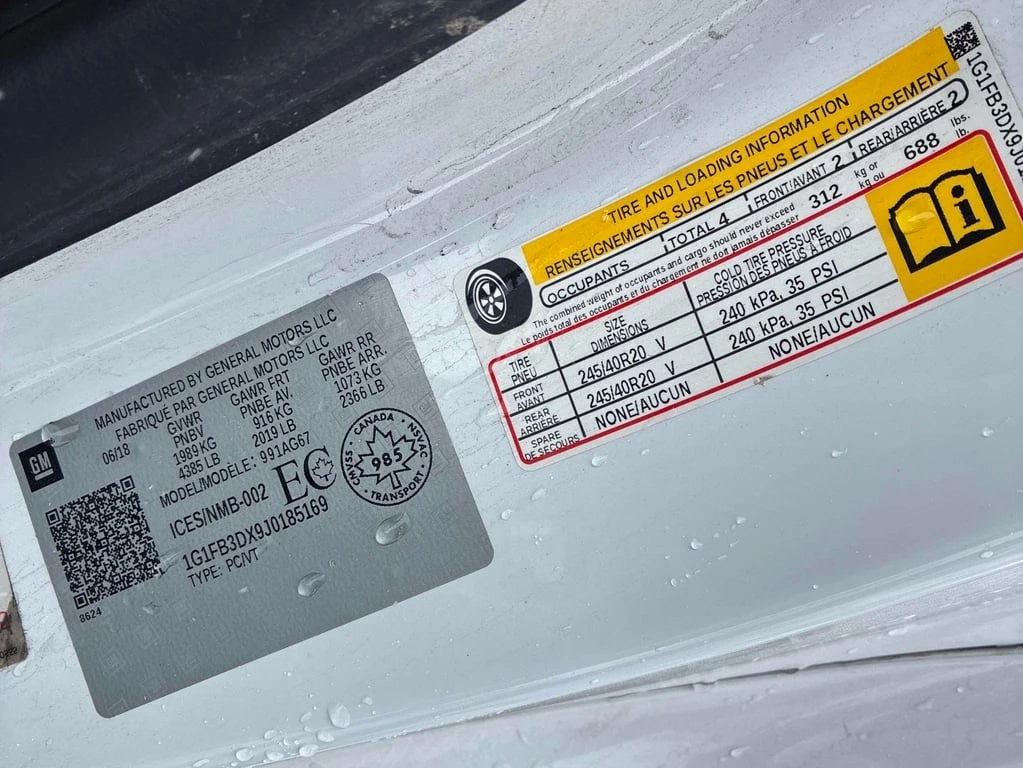 GM
MANUFACTURED BY GENERAL MOTORS LLC
FABRIQUÉ PAR GENERAL MOTORS LLC
06/18 GVWR GAWR FRT GAWR RR
PNBV PNBE AV. PNBE ARR.
1989 KG 916 KG 1073 KG
4385 LB 2019 LB 2366 LB
MODEL/MODÈLE: 991AG67
ICES/NMB-002 EC
CANADA
CMVSS 985 NSVAC
TRANSPORT
1G1FB3DX9J0185169
TYPE: PC/VT
8624
TIRE AND LOADING INFORMATION
RENSEIGNEMENTS SUR LES PNEUS ET LE CHARGEMENT
OCCUPANTS TOTAL 4 FRONT/AVANT 2 REAR/ARRIÈRE 2
The combined weight of occupants and cargo should never exceed 312 kg or 688 lbs.
Le poids total des occupants et du chargement ne doit jamais dépasser kg ou lb.
TIRE SIZE COLD TIRE PRESSURE
PNEU DIMENSIONS PRESSION DES PNEUS À FROID
FRONT AVANT 245/40R20 V 240 kPa, 35 PSI
REAR ARRIÈRE 245/40R20 V 240 kPa, 35 PSI
SPARE DE SECOURS NONE/AUCUN NONE/AUCUN
i
1G1FB3DX9J0